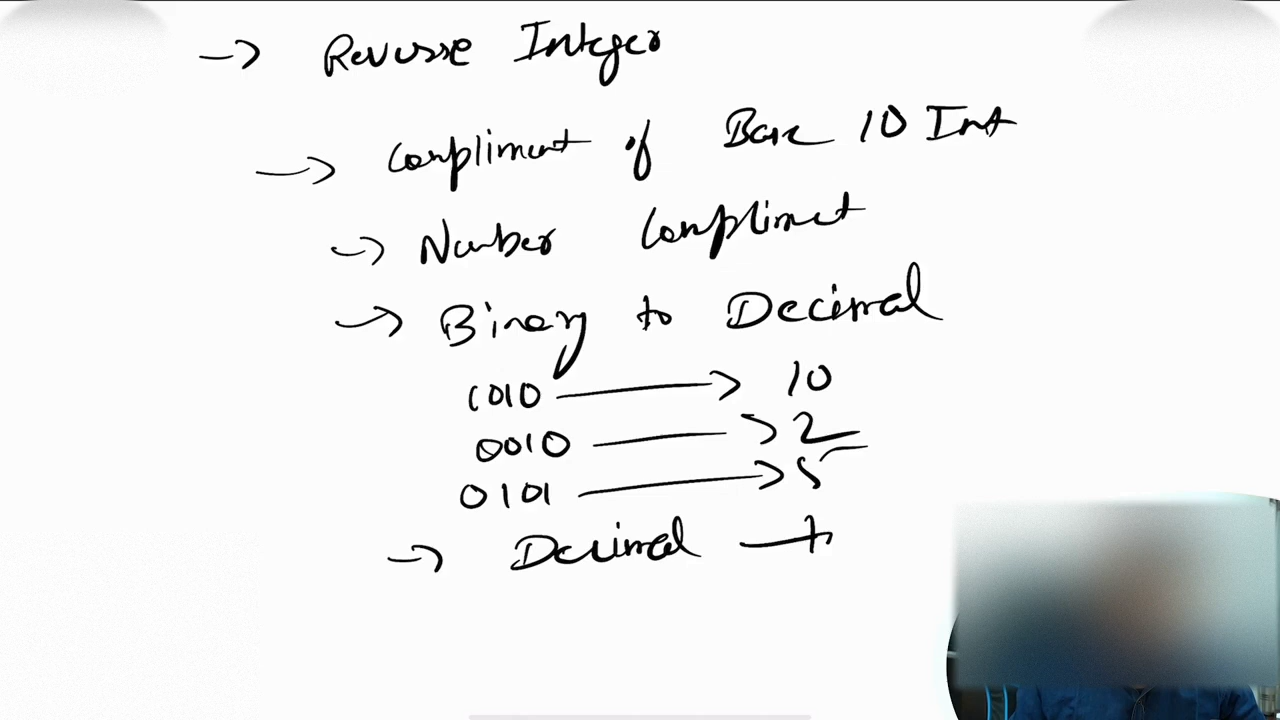 -> Reverse Integer
-> Compliment of Base 10 Int
-> Number Compliment
-> Binary to Decimal
1010 -> 10
0010 -> 2
0101 -> 5
-> Decimal -> t